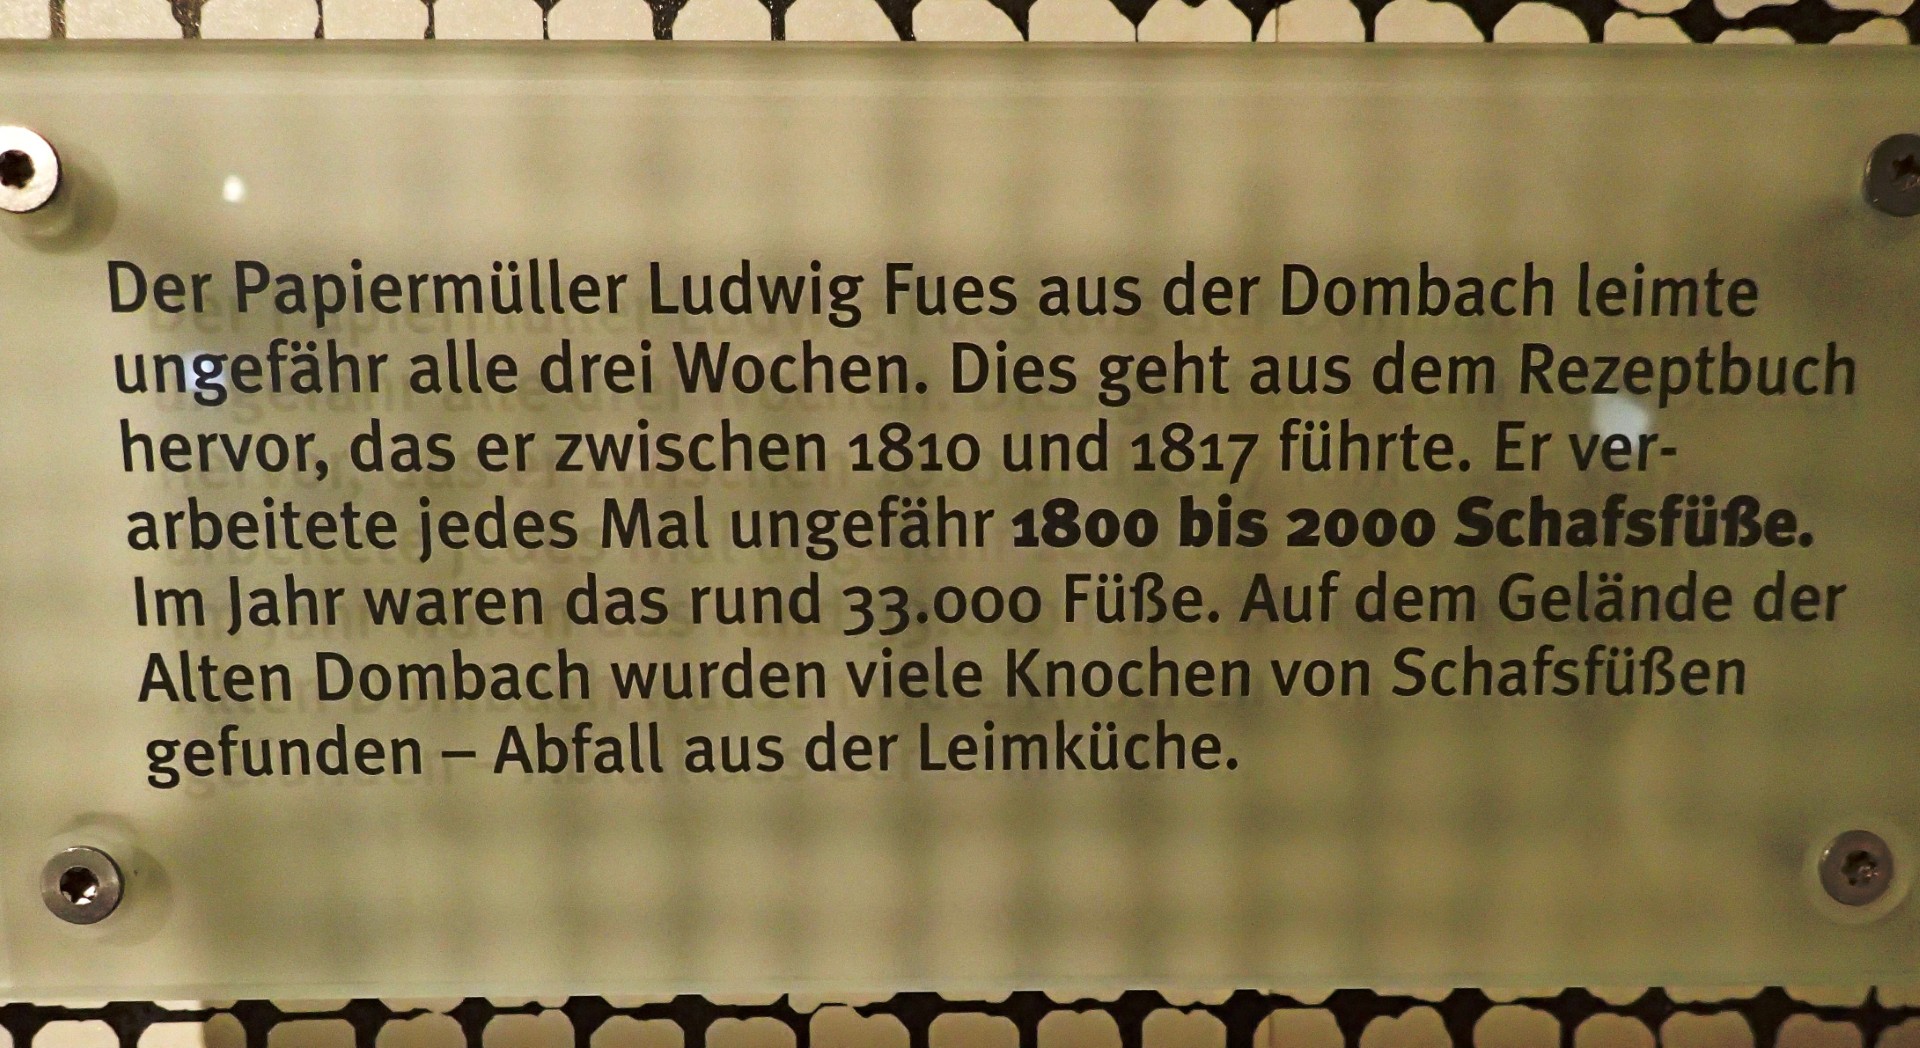 Der Papiermüller Ludwig Fues aus der Dombach leimte
ungefähr alle drei Wochen. Dies geht aus dem Rezeptbuch
hervor, das er zwischen 1810 und 1817 führte. Er ver-
arbeitete jedes Mal ungefähr 1800 bis 2000 Schafsfüße.
Im Jahr waren das rund 33.000 Füße. Auf dem Gelände der
Alten Dombach wurden viele Knochen von Schafsfüßen
gefunden – Abfall aus der Leimküche.